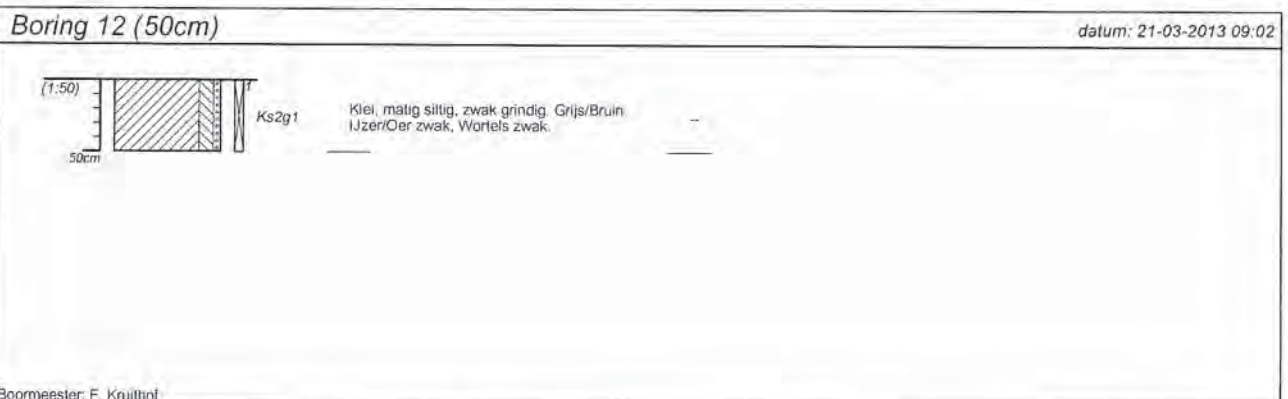 Boring 12 (50cm)
datum: 21-03-2013 09:02
(1:50)
1
Ks2g1
Klei, matig siltig, zwak grindig. Grijs/Bruin
IJzer/Oer zwak, Wortels zwak.
--
50cm
Boormeester: F. Kruithof